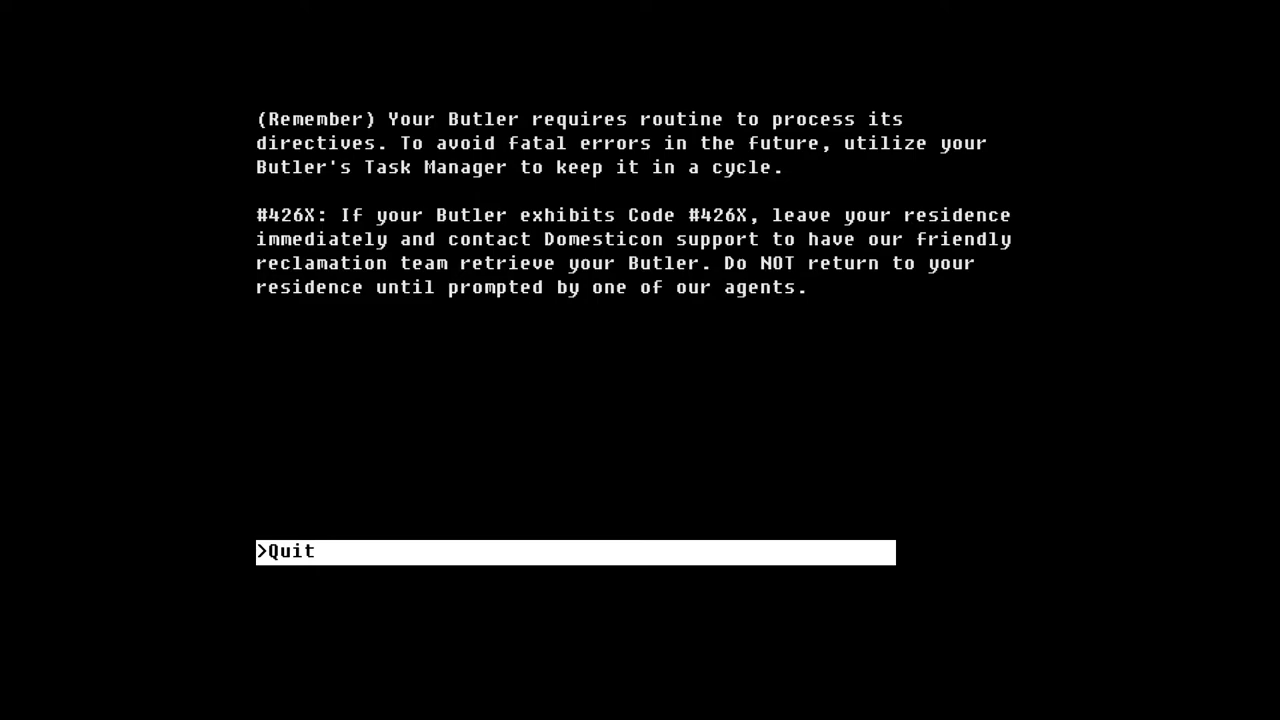 (Remember) Your Butler requires routine to process its
directives. To avoid fatal errors in the future, utilize your
Butler's Task Manager to keep it in a cycle.
#426X: If your Butler exhibits Code #426X, leave your residence
immediately and contact Domesticon support to have our friendly
reclamation team retrieve your Butler. Do NOT return to your
residence until prompted by one of our agents.
>Quit